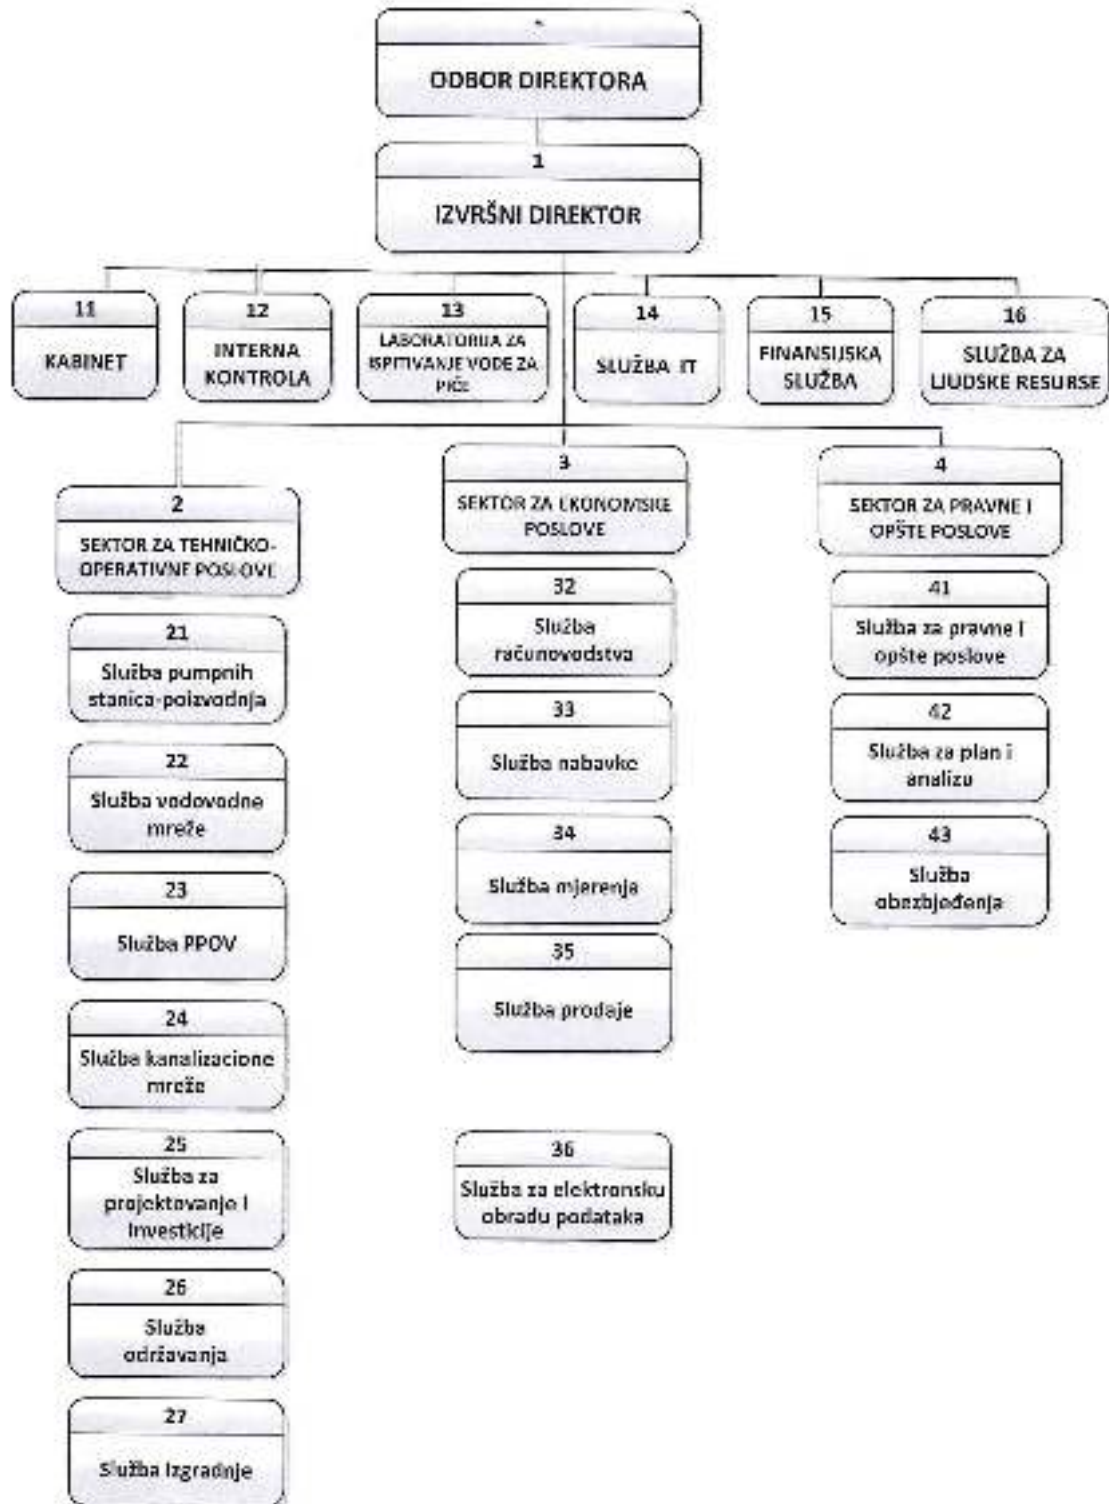 ODBOR DIREKTORA
1
IZVRŠNI DIREKTOR
11
KABINET
12
INTERNA
KONTROLA
13
LABORATORIJA ZA
ISPITIVANJE VODE ZA
PIĆE
14
SLUŽBA IT
15
FINANSIJSKA
SLUŽBA
16
SLUŽBA ZA
LJUDSKE RESURSE
2
SEKTOR ZA TEHNIČKO-
OPERATIVNE POSLOVE
21
Služba pumpnih
stanica-poizvodnja
22
Služba vodovodne
mreže
23
Služba PPOV
24
Služba kanalizacione
mreže
25
Služba za
projektovanje i
investicije
26
Služba
održavanja
27
Služba izgradnje
3
SEKTOR ZA EKONOMSKE
POSLOVE
32
Služba
računovodstva
33
Služba nabavke
34
Služba mjerenja
35
Služba prodaje
36
Služba za elektronsku
obradu podataka
4
SEKTOR ZA PRAVNE I
OPŠTE POSLOVE
41
Služba za pravne i
opšte poslove
42
Služba za plan i
analizu
43
Služba
obezbjeđenja